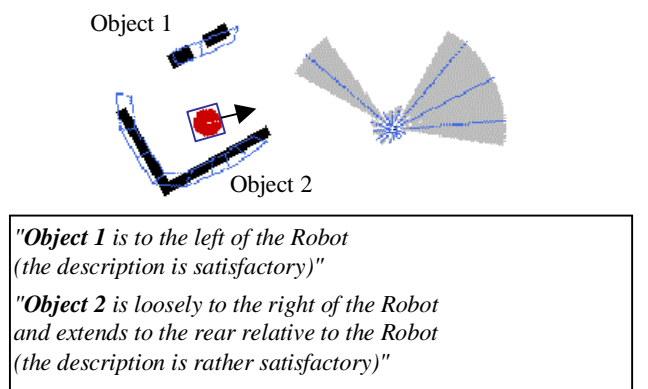 Object 1
Object 2
"Object 1 is to the left of the Robot
(the description is satisfactory)"
"Object 2 is loosely to the right of the Robot
and extends to the rear relative to the Robot
(the description is rather satisfactory)"